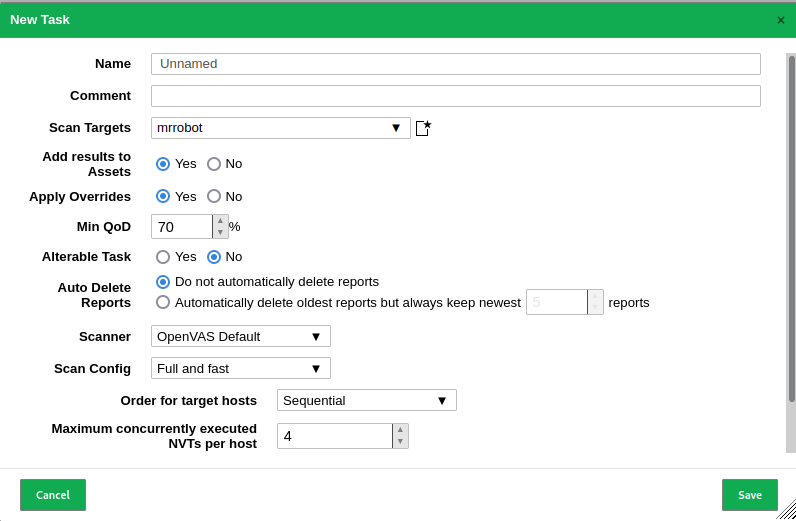 New Task ×
Name Unnamed
Comment
Scan Targets mrrobot ▼
Add results to
Assets
Yes No
Apply Overrides Yes No
Min QoD 70 %
Alterable Task Yes No
Auto Delete
Reports
Do not automatically delete reports
Automatically delete oldest reports but always keep newest 5 reports
Scanner OpenVAS Default ▼
Scan Config Full and fast ▼
Order for target hosts Sequential ▼
Maximum concurrently executed
NVTs per host
4
Cancel Save